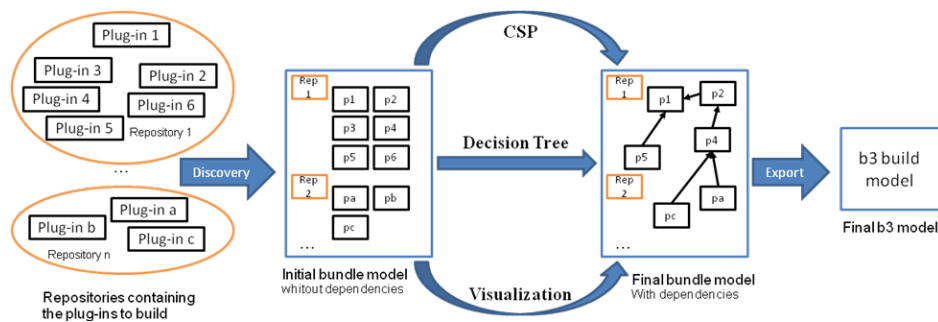 Plug-in 1
Plug-in 3
Plug-in 2
Plug-in 4
Plug-in 6
Plug-in 5
Repository 1
...
Plug-in a
Plug-in b
Plug-in c
Repository n
Repositories containing
the plug-ins to build
Discovery
Rep
1
p1 p2
p3 p4
p5 p6
Rep
2
pa pb
pc
...
Initial bundle model
whitout dependencies
CSP
Decision Tree
Visualization
Rep
1
p1
p2
p4
p5
Rep
2
pc
pa
...
Final bundle model
With dependencies
Export
b3 build
model
Final b3 model